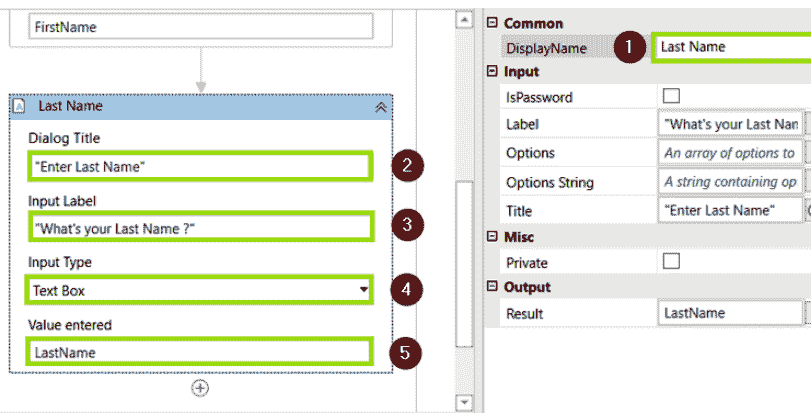 FirstName
Last Name
Dialog Title
"Enter Last Name"
2
Input Label
"What's your Last Name ?"
3
Input Type
Text Box
4
Value entered
LastName
5
Common
DisplayName
1
Last Name
Input
IsPassword
Label
"What's your Last Nar
Options
An array of options to
Options String
A string containing op
Title
"Enter Last Name"
Misc
Private
Output
Result
LastName